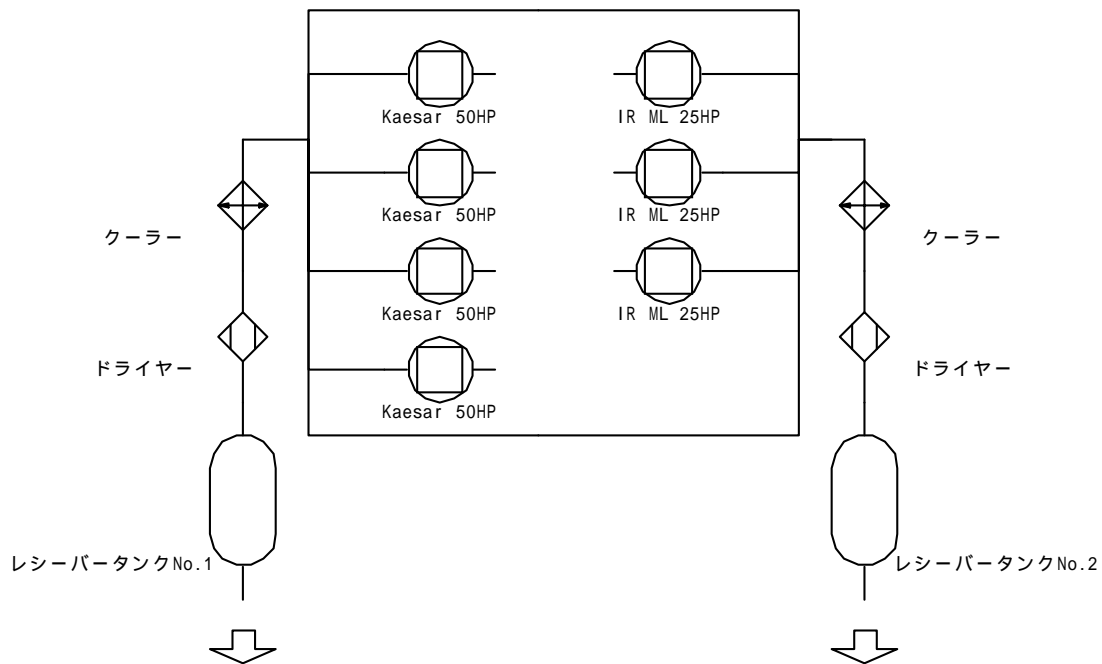 Kaesar 50HP
IR ML 25HP
Kaesar 50HP
IR ML 25HP
クーラー
クーラー
Kaesar 50HP
IR ML 25HP
ドライヤー
ドライヤー
Kaesar 50HP
レシーバータンクNo.1
レシーバータンクNo.2